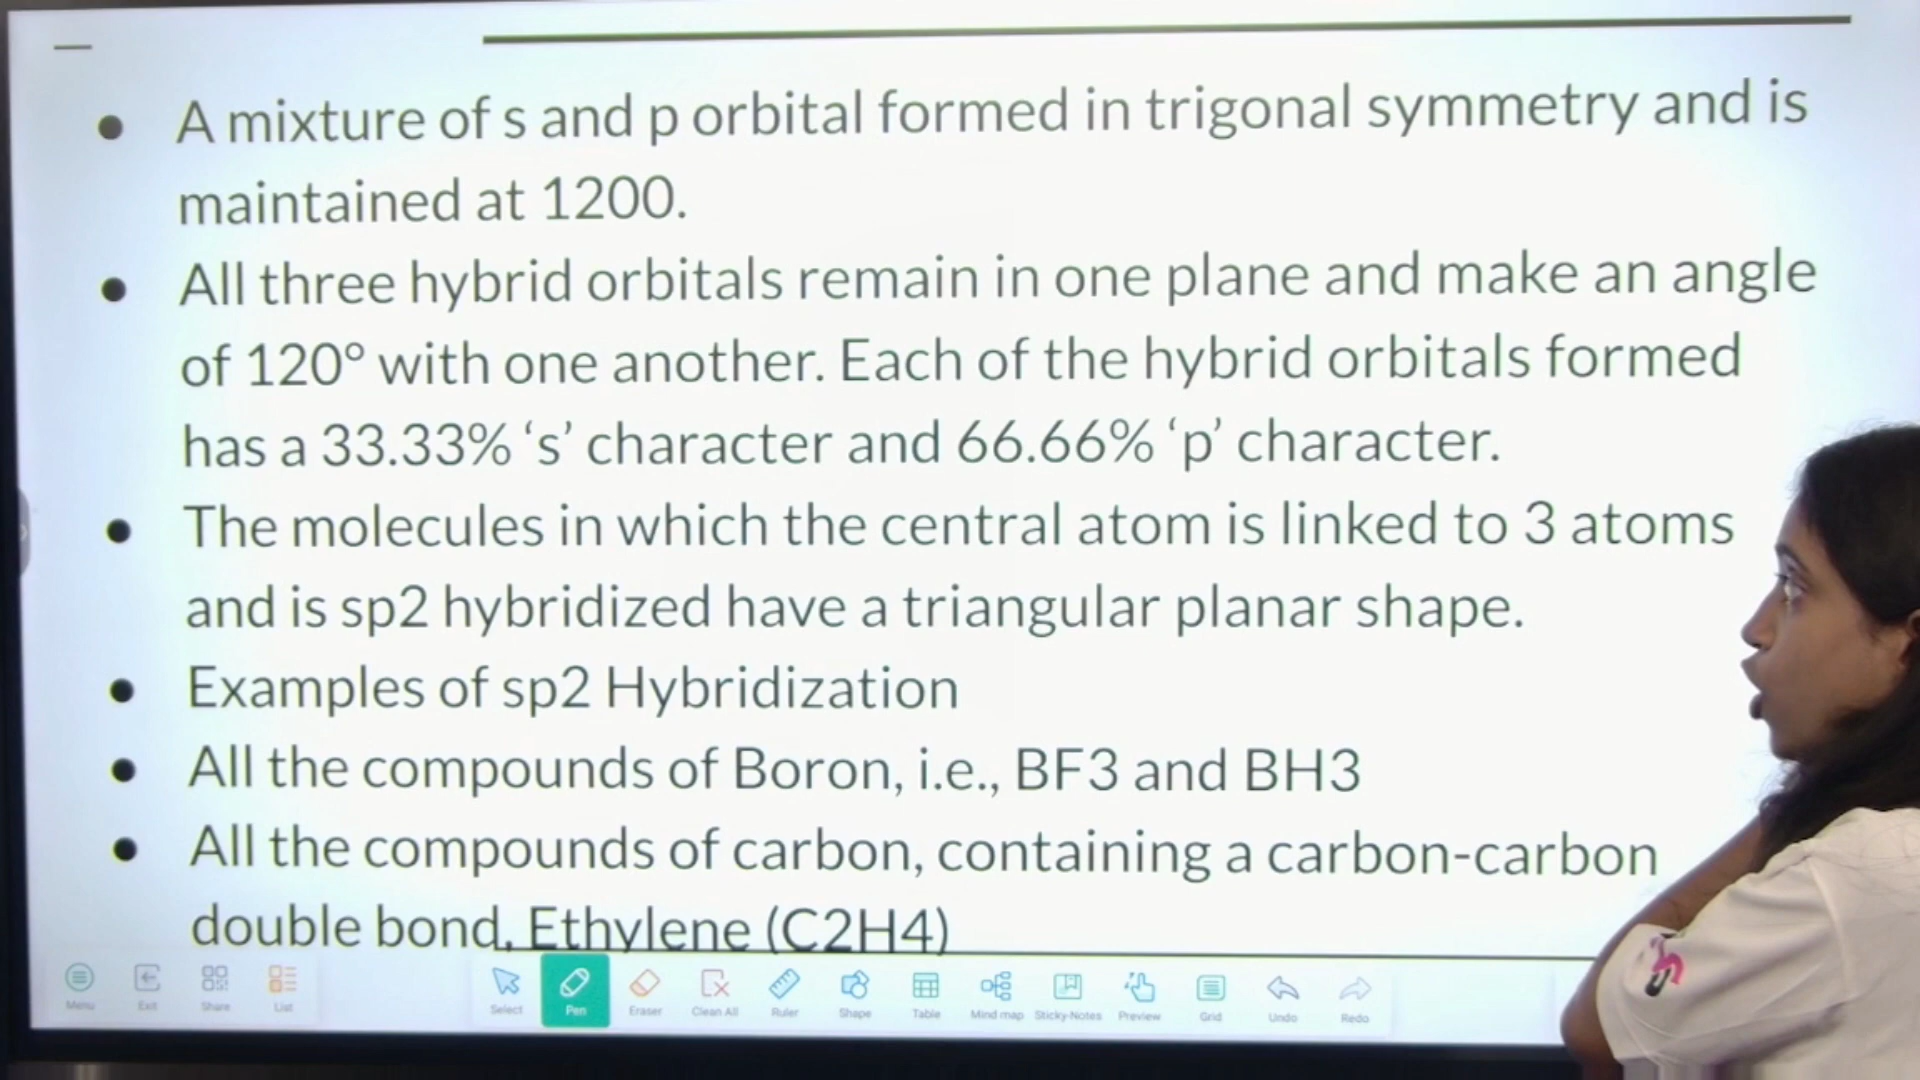 A mixture of s and p orbital formed in trigonal symmetry and is
maintained at 1200.
All three hybrid orbitals remain in one plane and make an angle
of 120° with one another. Each of the hybrid orbitals formed
has a 33.33% ‘s’ character and 66.66% ‘p’ character.
The molecules in which the central atom is linked to 3 atoms
and is sp2 hybridized have a triangular planar shape.
Examples of sp2 Hybridization
All the compounds of Boron, i.e., BF3 and BH3
All the compounds of carbon, containing a carbon-carbon
double bond, Ethylene (C2H4)
Menu Exit Share List Select Pen Eraser Clean All Ruler Shape Table Mind map Sticky-Notes Preview Grid Undo Redo